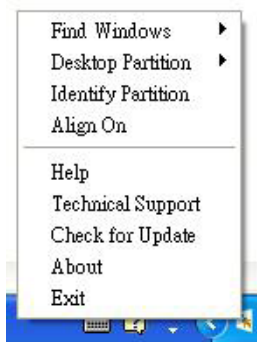 Find Windows
Desktop Partition
Identify Partition
Align On
Help
Technical Support
Check for Update
About
Exit